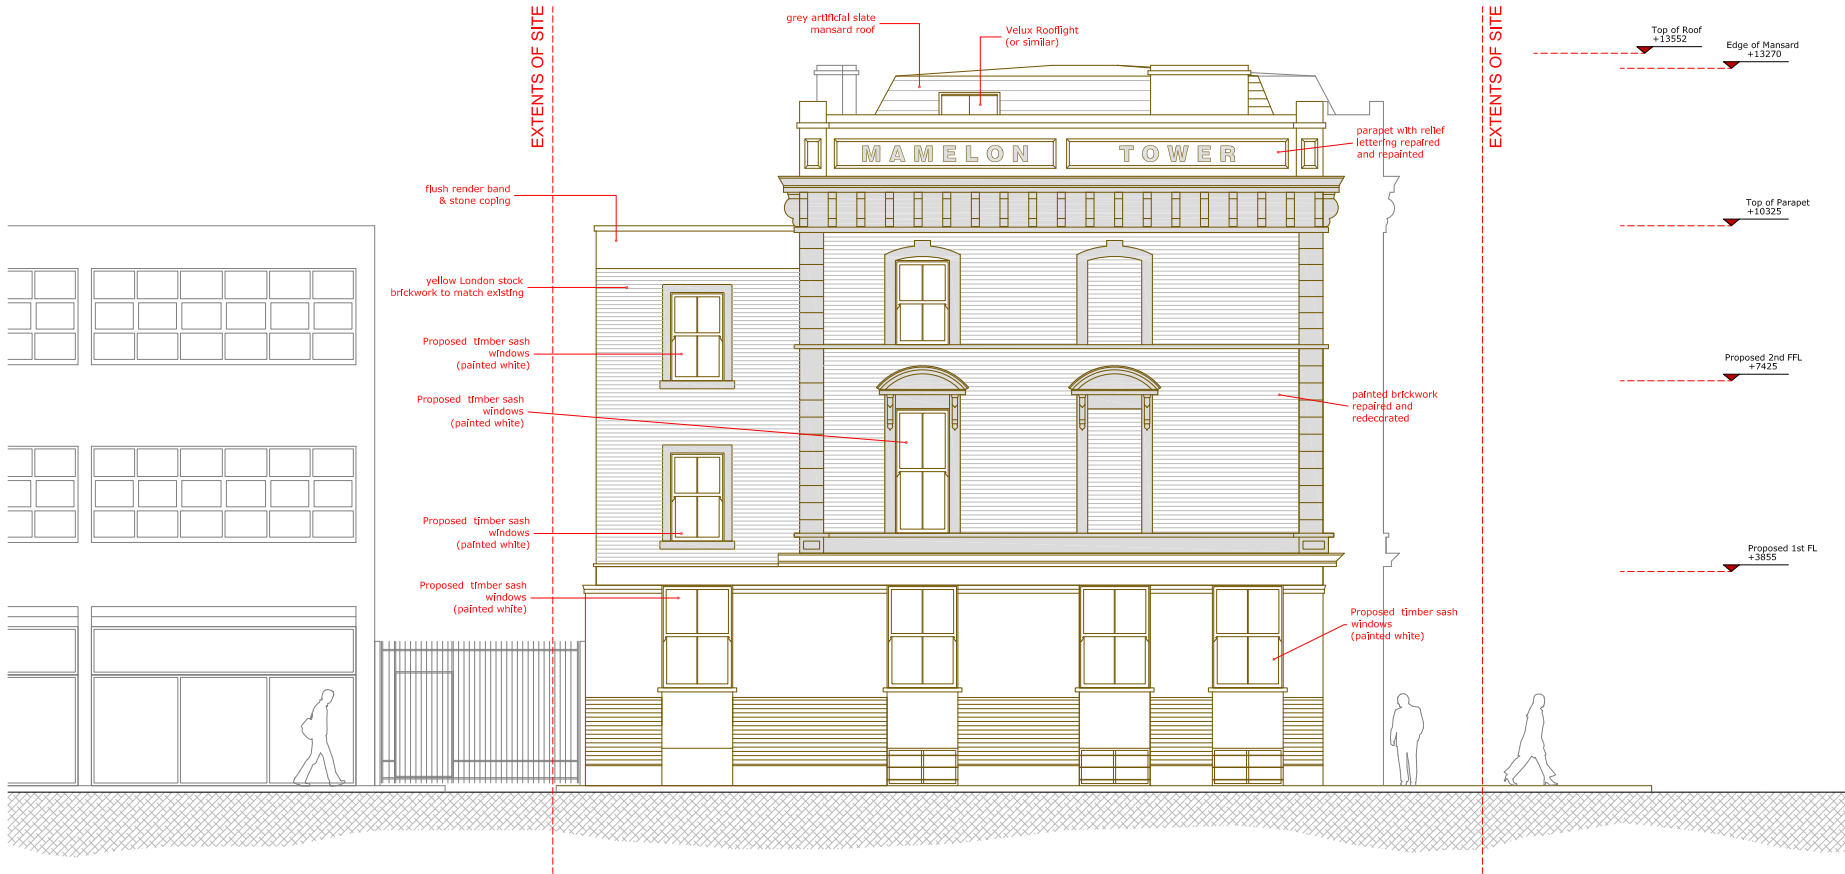 EXTENTS OF SITE
grey artificial slate
mansard roof
Velux Rooflight
(or similar)
EXTENTS OF SITE
Top of Roof
+13552
Edge of Mansard
+13270
MAMELON TOWER
parapet with relief
lettering repaired
and repainted
flush render band
& stone coping
Top of Parapet
+10325
yellow London stock
brickwork to match existing
Proposed timber sash
windows
(painted white)
Proposed 2nd FFL
+7425
Proposed timber sash
windows
(painted white)
painted brickwork
repaired and
redecorated
Proposed timber sash
windows
(painted white)
Proposed 1st FL
+3855
Proposed timber sash
windows
(painted white)
Proposed timber sash
windows
(painted white)